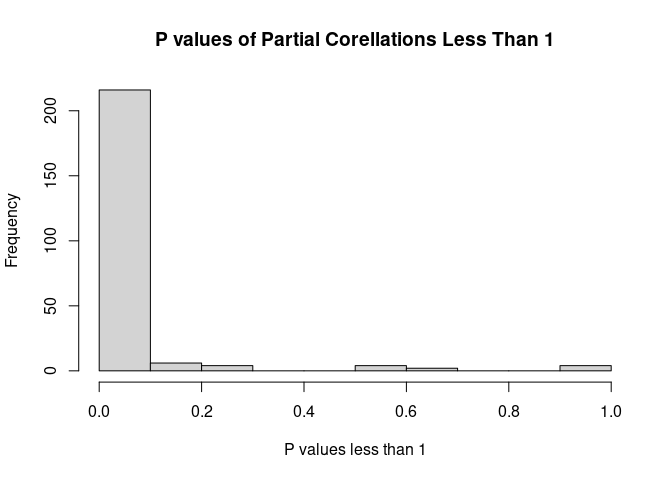 P values of Partial Corellations Less Than 1
200
150
100
50
0
Frequency
0.0 0.2 0.4 0.6 0.8 1.0
P values less than 1